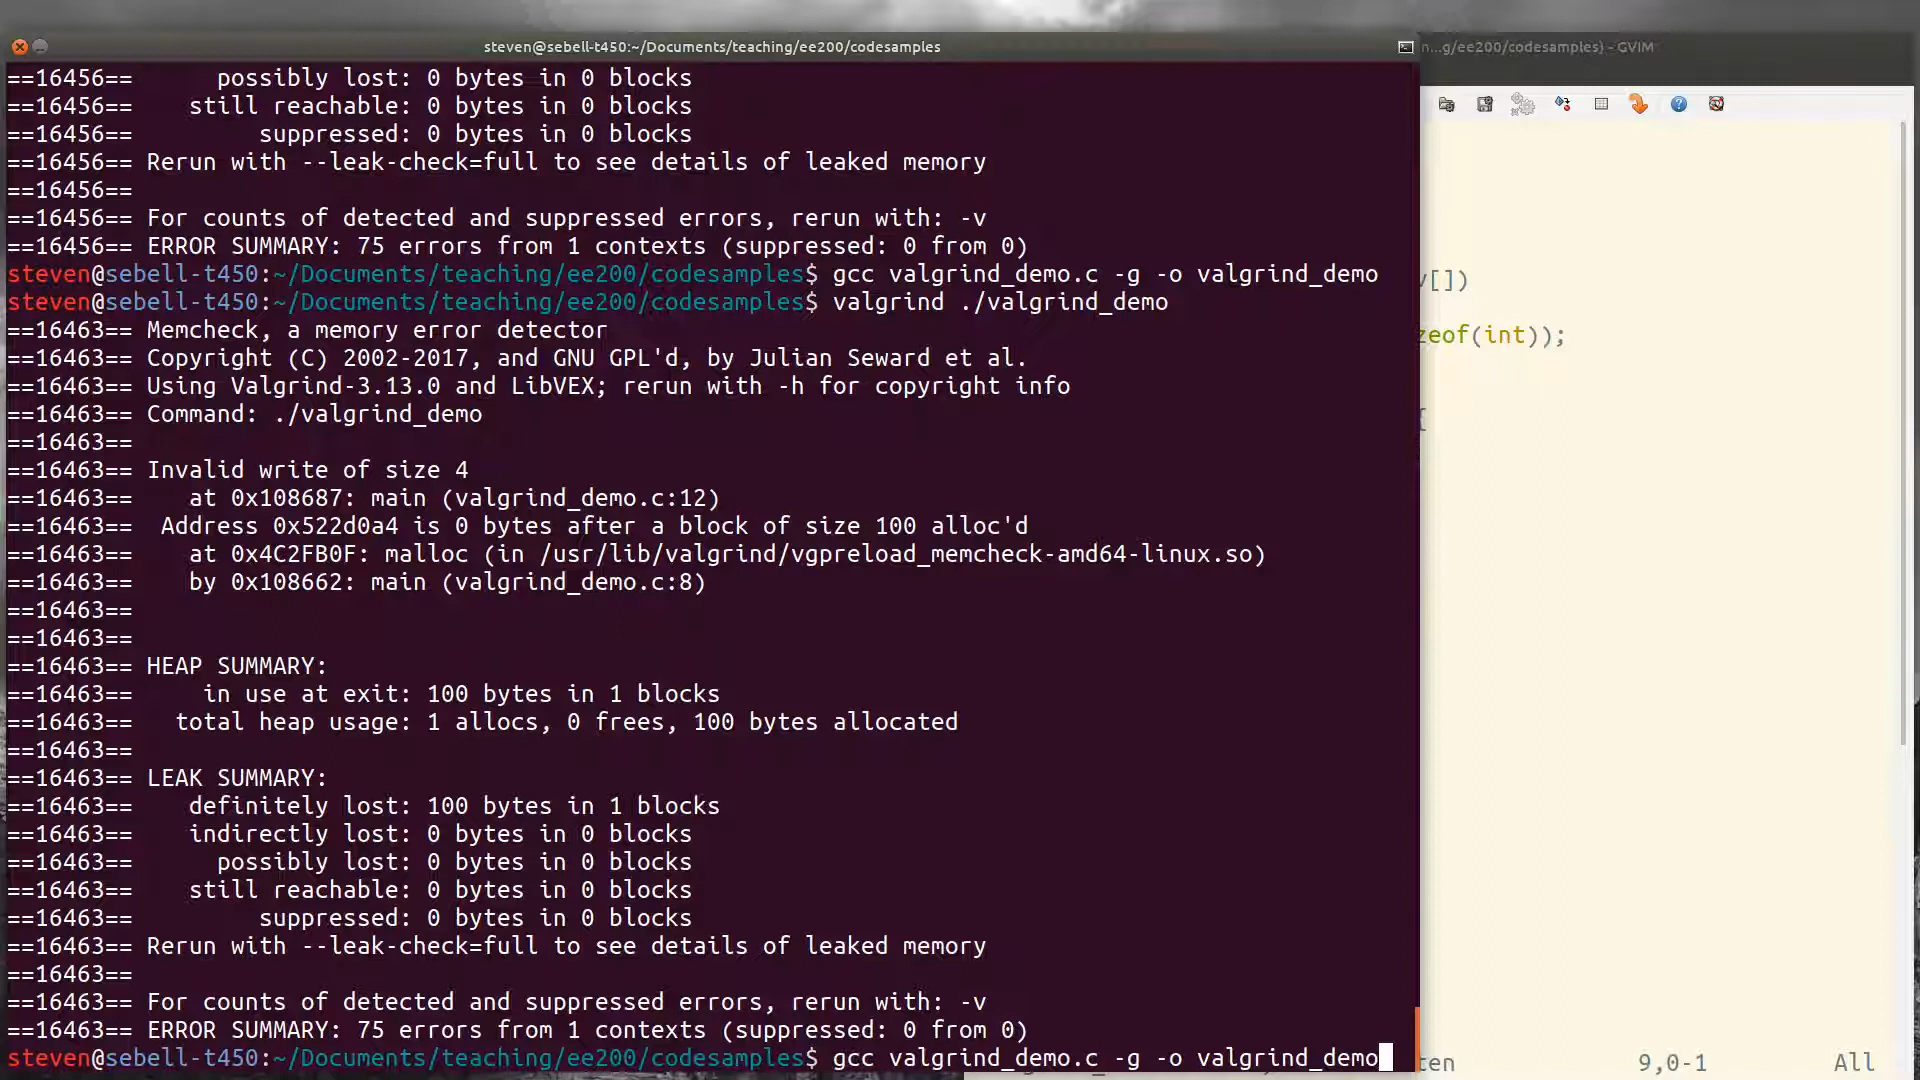 steven@sebell-t450:~/Documents/teaching/ee200/codesamples
n...g/ee200/codesamples) - GVIM
==16456==      possibly lost: 0 bytes in 0 blocks
==16456==    still reachable: 0 bytes in 0 blocks
==16456==         suppressed: 0 bytes in 0 blocks
==16456== Rerun with --leak-check=full to see details of leaked memory
==16456==
==16456== For counts of detected and suppressed errors, rerun with: -v
==16456== ERROR SUMMARY: 75 errors from 1 contexts (suppressed: 0 from 0)
steven@sebell-t450:~/Documents/teaching/ee200/codesamples$ gcc valgrind_demo.c -g -o valgrind_demo
steven@sebell-t450:~/Documents/teaching/ee200/codesamples$ valgrind ./valgrind_demo
==16463== Memcheck, a memory error detector
==16463== Copyright (C) 2002-2017, and GNU GPL'd, by Julian Seward et al.
==16463== Using Valgrind-3.13.0 and LibVEX; rerun with -h for copyright info
==16463== Command: ./valgrind_demo
==16463==
==16463== Invalid write of size 4
==16463==    at 0x108687: main (valgrind_demo.c:12)
==16463==  Address 0x522d0a4 is 0 bytes after a block of size 100 alloc'd
==16463==    at 0x4C2FB0F: malloc (in /usr/lib/valgrind/vgpreload_memcheck-amd64-linux.so)
==16463==    by 0x108662: main (valgrind_demo.c:8)
==16463==
==16463==
==16463== HEAP SUMMARY:
==16463==     in use at exit: 100 bytes in 1 blocks
==16463==   total heap usage: 1 allocs, 0 frees, 100 bytes allocated
==16463==
==16463== LEAK SUMMARY:
==16463==    definitely lost: 100 bytes in 1 blocks
==16463==    indirectly lost: 0 bytes in 0 blocks
==16463==      possibly lost: 0 bytes in 0 blocks
==16463==    still reachable: 0 bytes in 0 blocks
==16463==         suppressed: 0 bytes in 0 blocks
==16463== Rerun with --leak-check=full to see details of leaked memory
==16463==
==16463== For counts of detected and suppressed errors, rerun with: -v
==16463== ERROR SUMMARY: 75 errors from 1 contexts (suppressed: 0 from 0)
steven@sebell-t450:~/Documents/teaching/ee200/codesamples$ gcc valgrind_demo.c -g -o valgrind_demo
v[])
zeof(int));
{
ten 9,0-1 All